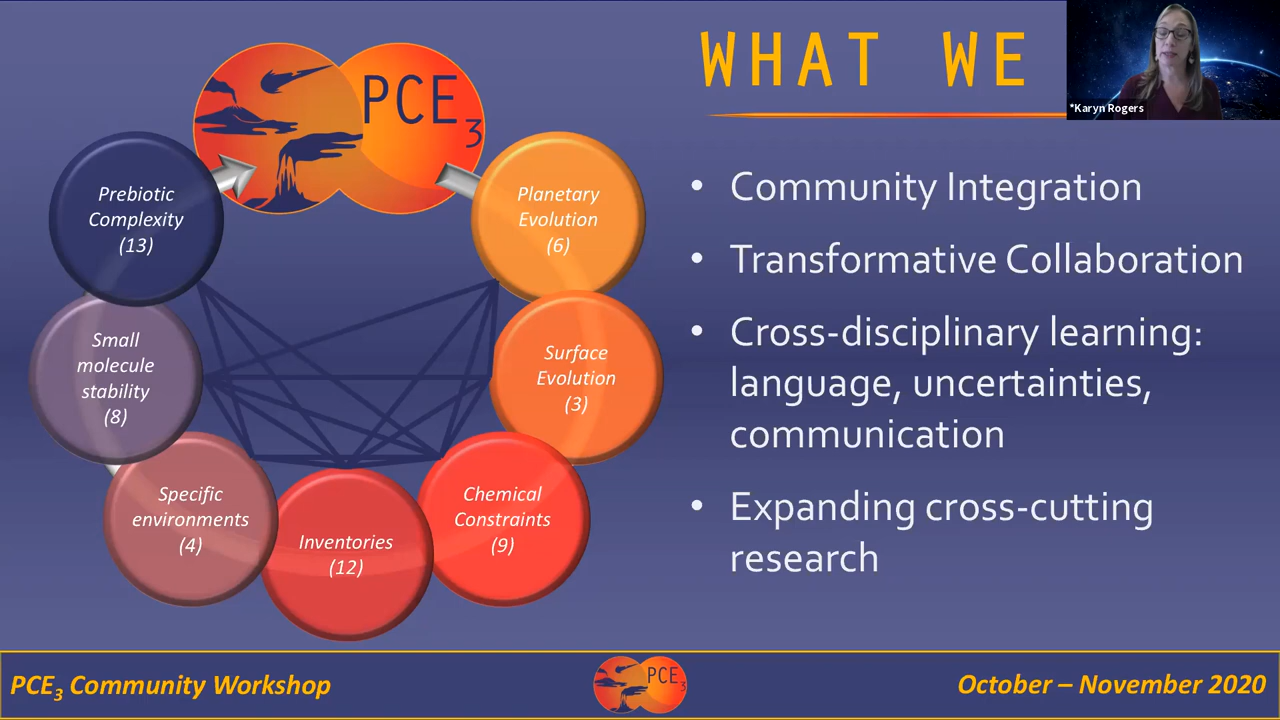 WHAT WE
*Karyn Rogers
PCE3
Prebiotic
Complexity
(13)
Planetary
Evolution
(6)
Small
molecule
stability
(8)
Surface
Evolution
(3)
Specific
environments
(4)
Inventories
(12)
Chemical
Constraints
(9)
• Community Integration
• Transformative Collaboration
• Cross-disciplinary learning:
language, uncertainties,
communication
• Expanding cross-cutting
research
PCE3 Community Workshop
PCE3
October – November 2020